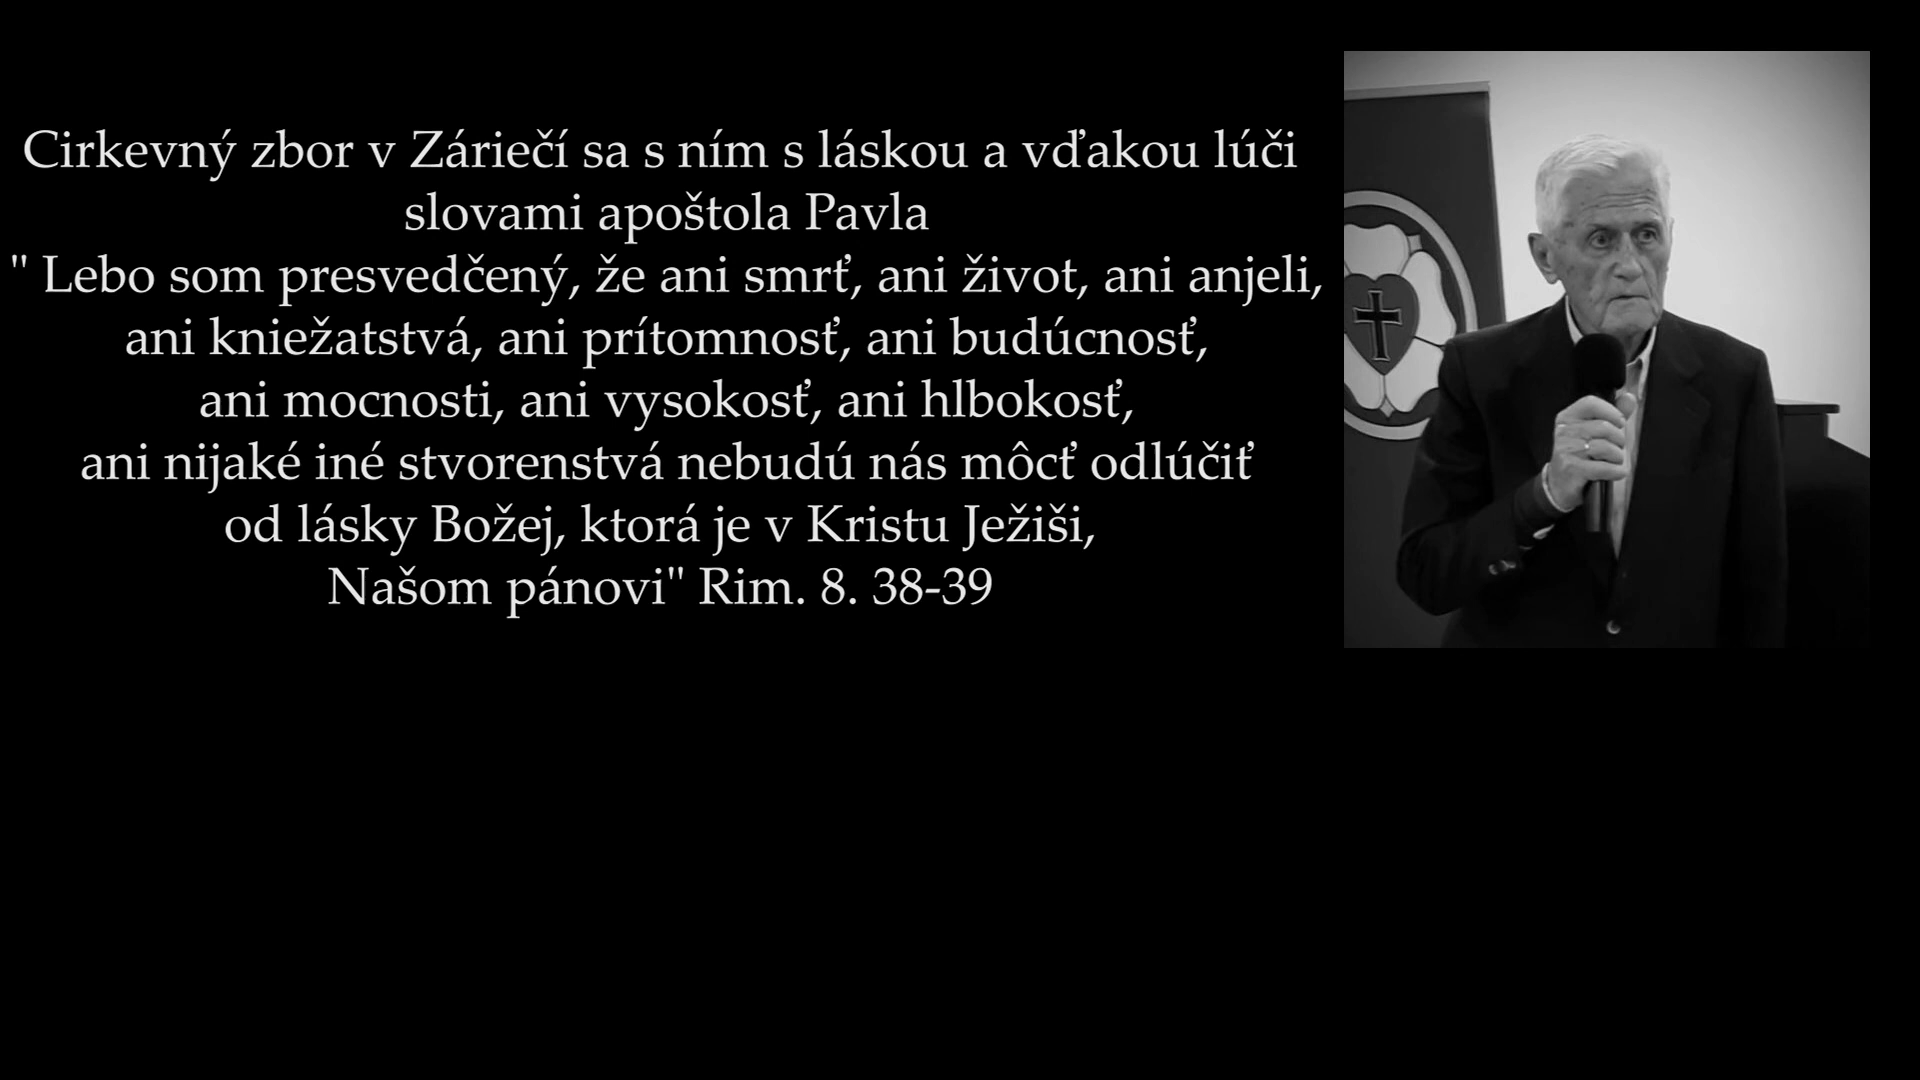 Cirkevný zbor v Záriečí sa s ním s láskou a vďakou lúči
slovami apoštola Pavla
" Lebo som presvedčený, že ani smrť, ani život, ani anjeli,
ani kniežatstvá, ani prítomnosť, ani budúcnosť,
ani mocnosti, ani vysokosť, ani hlbokosť,
ani nijaké iné stvorenstvá nebudú nás môcť odlúčiť
od lásky Božej, ktorá je v Kristu Ježiši,
Našom pánovi" Rim. 8. 38-39